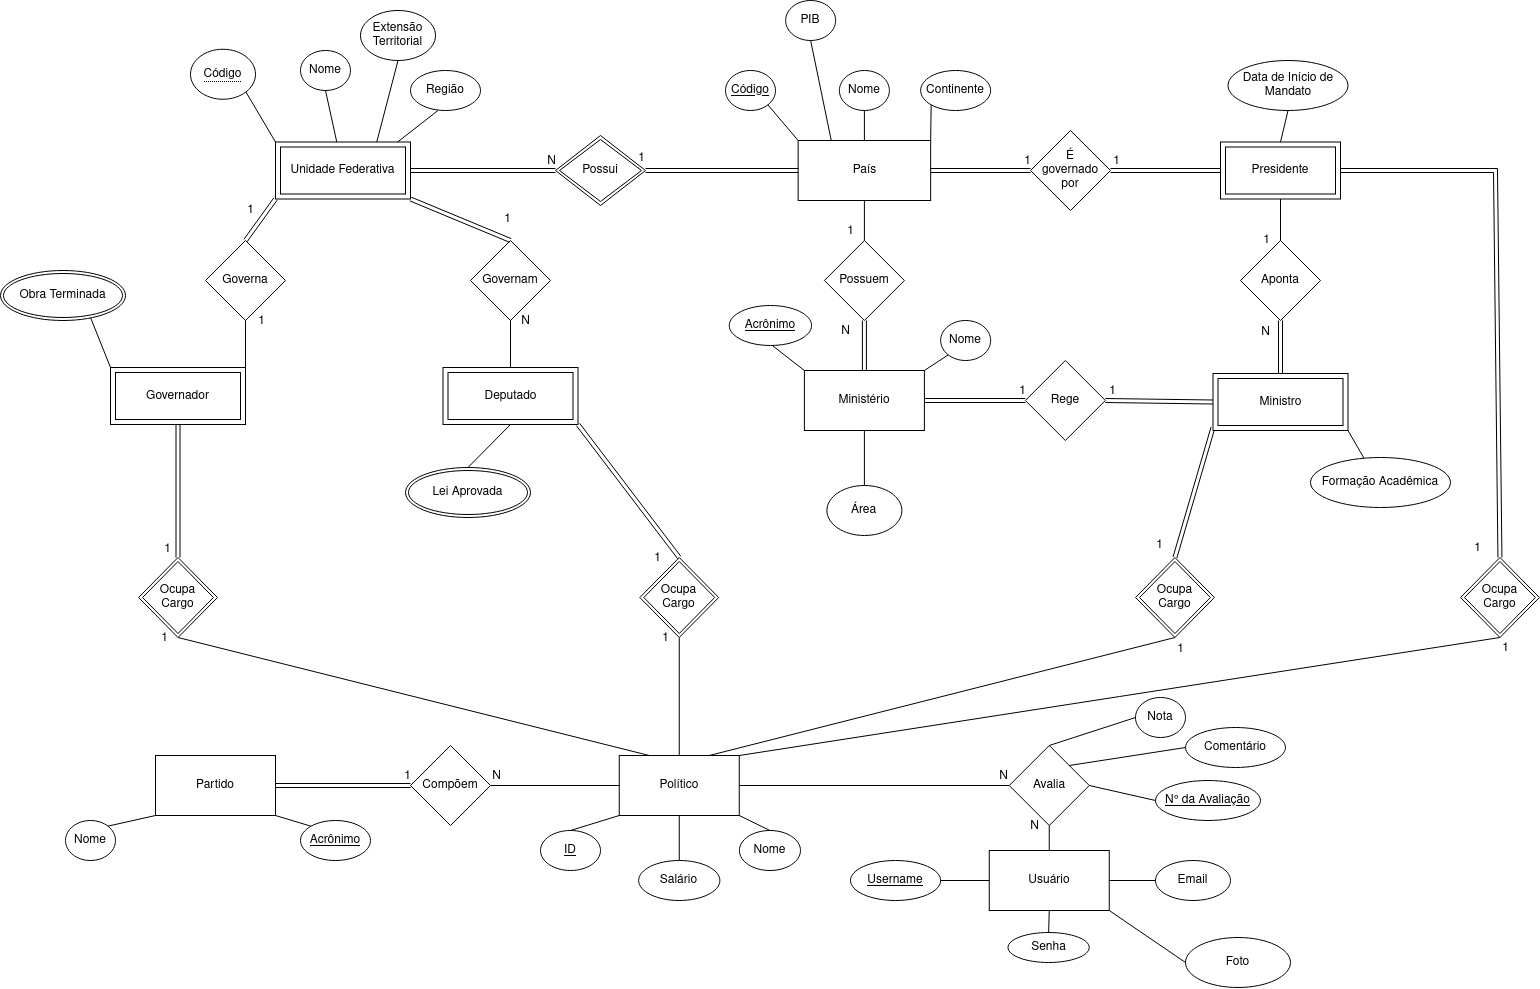 PIB
Extensão
Territorial
Código
Nome
Região
Código
Nome
Continente
Data de Início de
Mandato
Unidade Federativa
N
Possui
1
País
1
É
governado
por
1
Presidente
1
1
1
1
Governa
Governam
Possuem
Aponta
Obra Terminada
1
N
N
N
Acrônimo
Nome
Governador
Deputado
Ministério
1
Rege
1
Ministro
Lei Aprovada
Área
Formação Acadêmica
1
1
1
1
Ocupa
Cargo
Ocupa
Cargo
Ocupa
Cargo
Ocupa
Cargo
1
1
1
1
Nota
Comentário
Partido
1
Compõem
N
Político
N
Avalia
Nº da Avaliação
N
Nome
Acrônimo
ID
Salário
Nome
Username
Usuário
Email
Senha
Foto